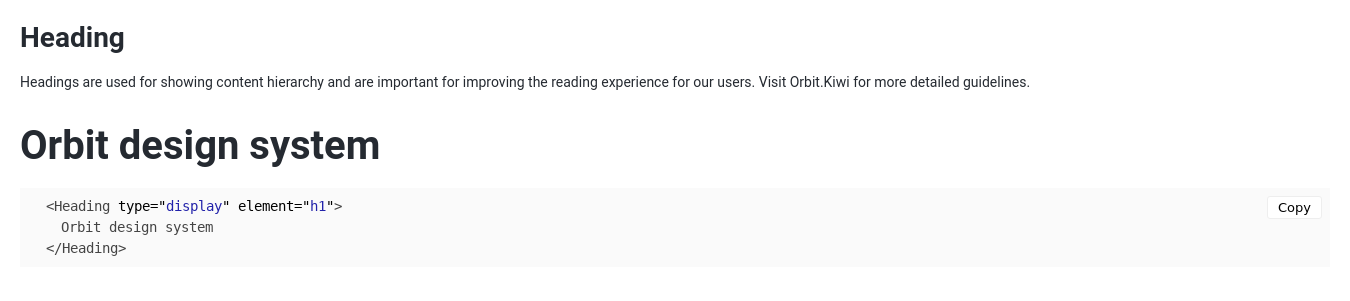 Heading
Headings are used for showing content hierarchy and are important for improving the reading experience for our users. Visit Orbit.Kiwi for more detailed guidelines.
Orbit design system
<Heading type="display" element="h1">
Copy
Orbit design system
</Heading>